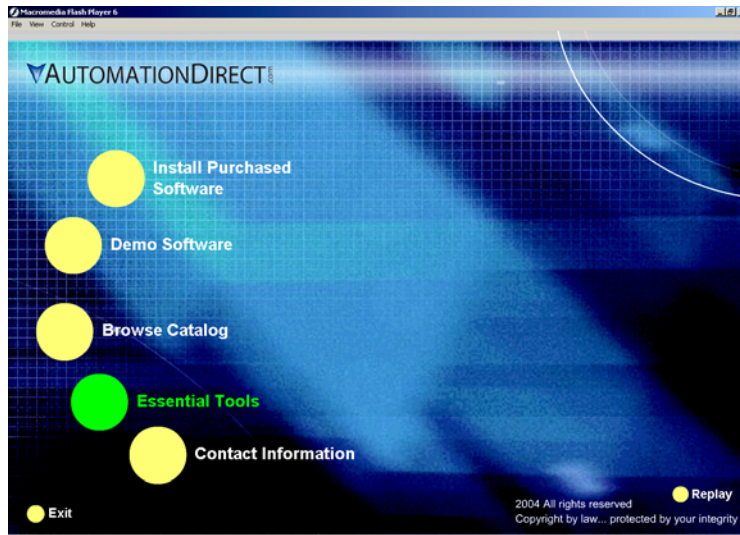 Macromedia Flash Player 6
File View Control Help
AUTOMATIONDIRECT.com
Install Purchased
Software
Demo Software
Browse Catalog
Essential Tools
Contact Information
Exit
Replay
2004 All rights reserved
Copyright by law... protected by your integrity